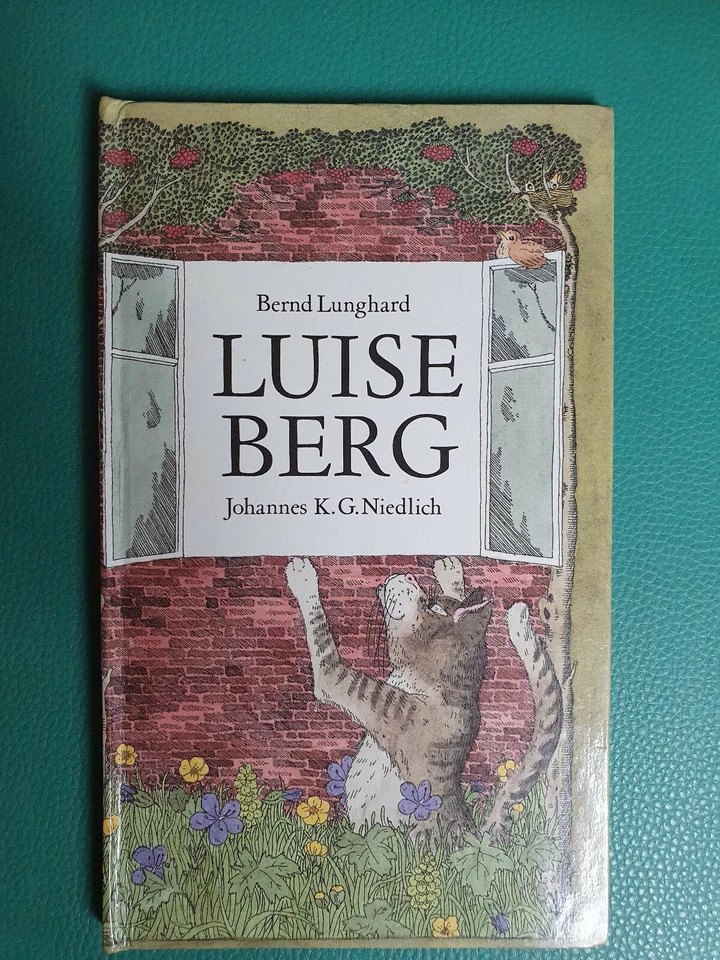 Bernd Lunghard
LUISE
BERG
Johannes K.G.Niedlich